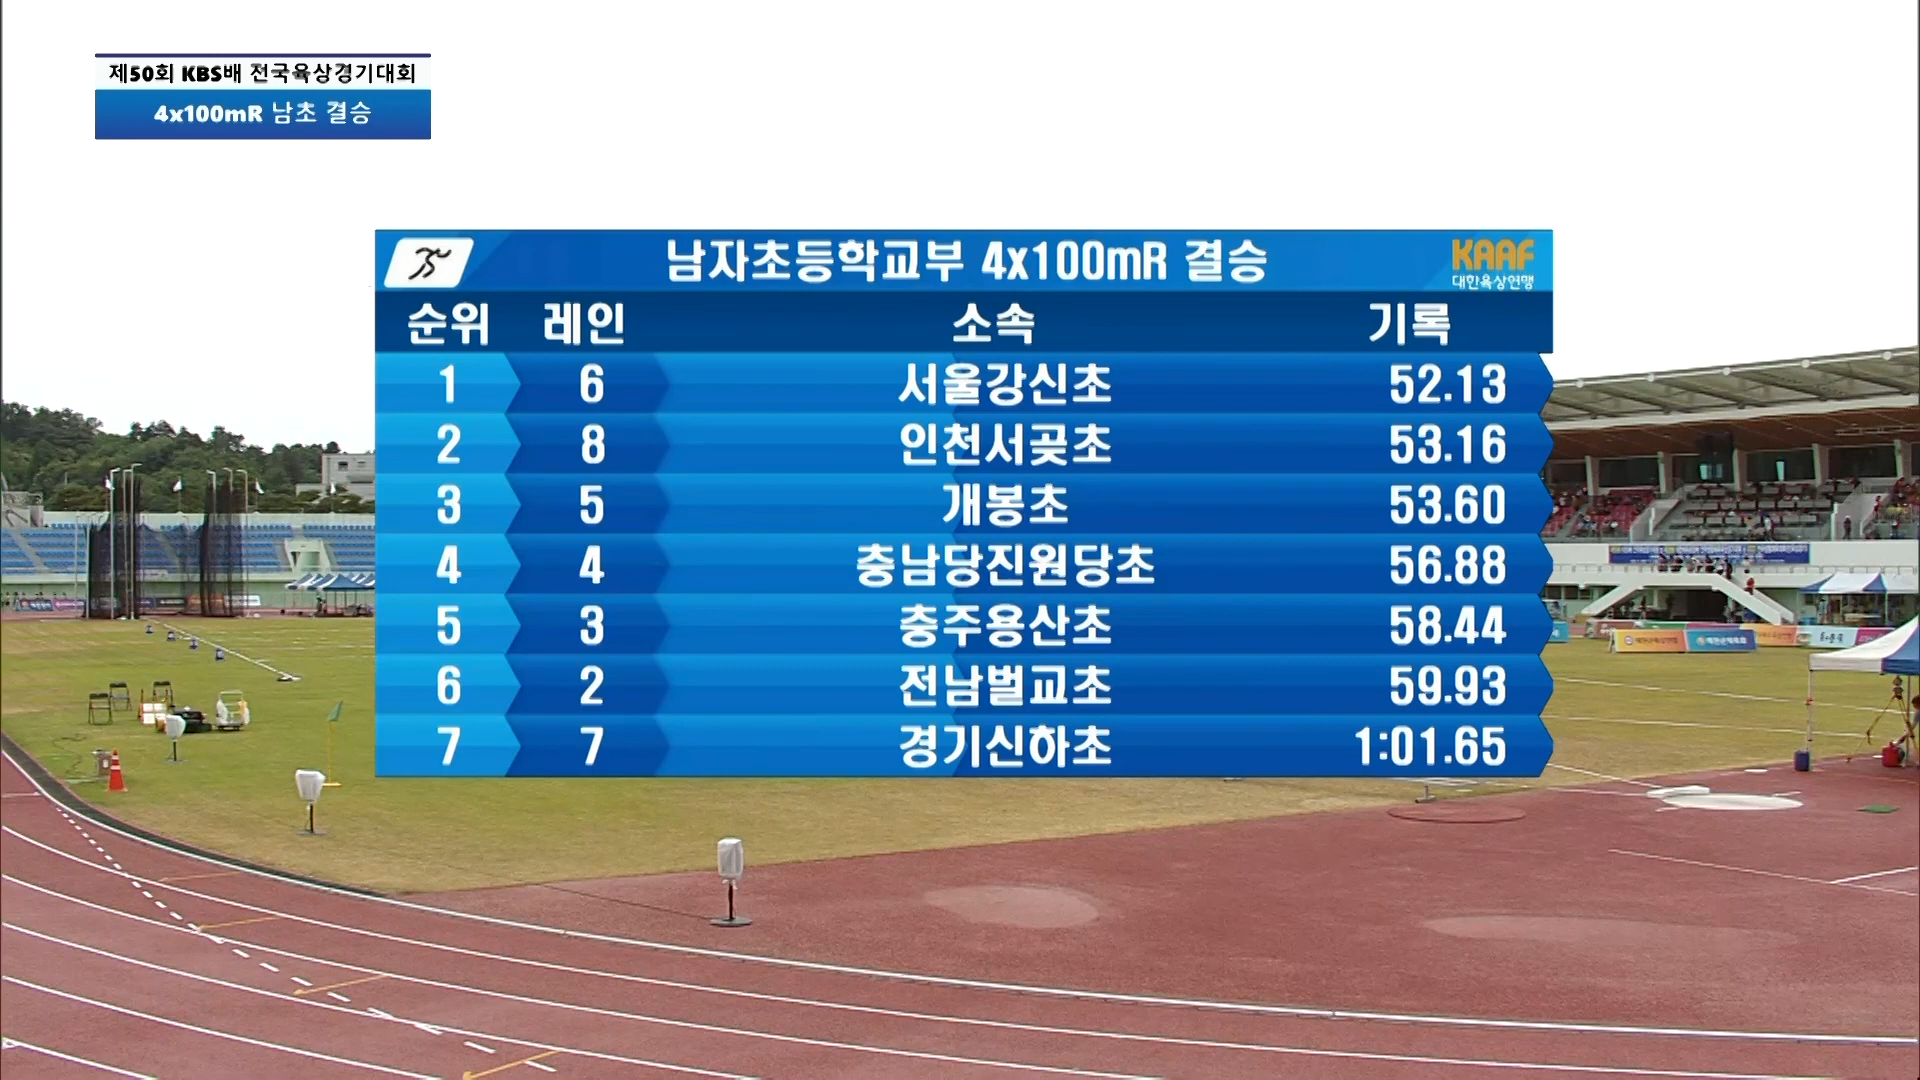 제50회 KBS배 전국육상경기대회
4x100mR 남초 결승
남자초등학교부 4x100mR 결승
KAAF
대한육상연맹
순위 레인 소속 기록
1 6 서울강신초 52.13
2 8 인천서곶초 53.16
3 5 개봉초 53.60
4 4 충남당진원당초 56.88
5 3 충주용산초 58.44
6 2 전남벌교초 59.93
7 7 경기신하초 1:01.65